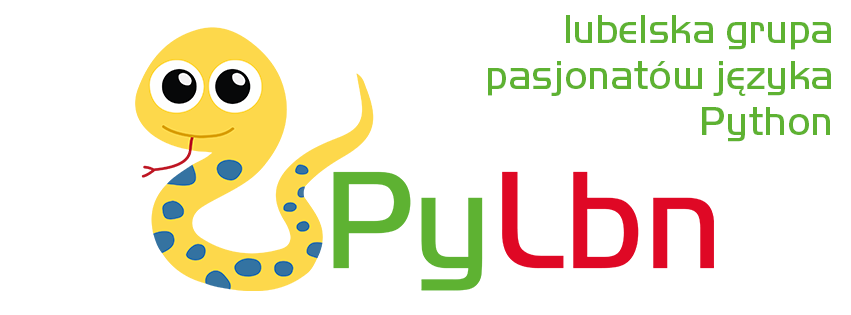 lubelska grupa
pasjonatów języka
Python
PyLbn